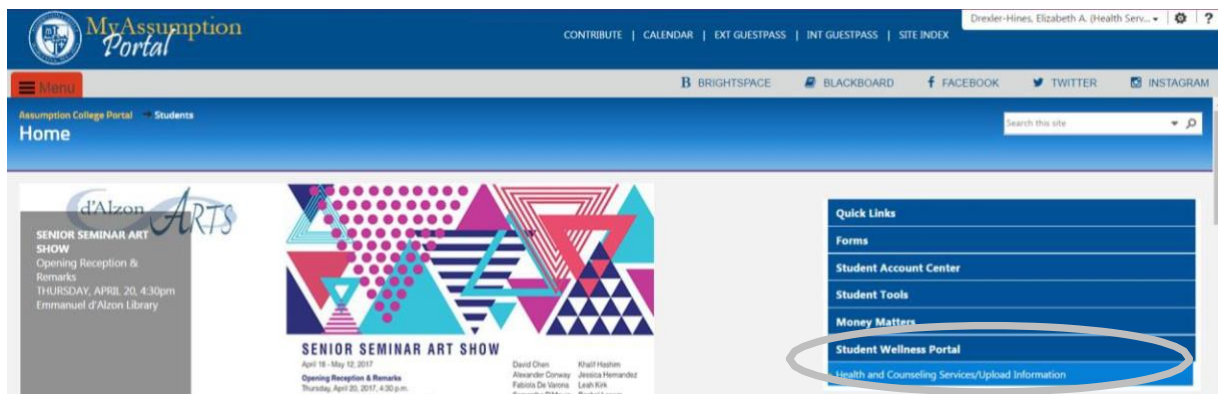 MyAssumption
Portal
CONTRIBUTE | CALENDAR | EXT GUESTPASS | INT GUESTPASS | SITE INDEX
Drexler-Hines, Elizabeth A. (Health Serv...
?
Menu
B BRIGHTSPACE
BLACKBOARD
FACEBOOK
TWITTER
INSTAGRAM
Assumption College Portal Students
Home
Search this site
d'Alzon ARTS
SENIOR SEMINAR ART
SHOW
Opening Reception &
Remarks
THURSDAY, APRIL 20, 4:30pm
Emmanuel d'Alzon Library
SENIOR SEMINAR ART SHOW
April 18 - May 12, 2017
Opening Reception & Remarks
Thursday, April 20, 2017, 4:30 p.m.
David Chen
Alexander Conway
Fabiola De Varona
Khalif Hashim
Jessica Hernandez
Leah Kirk
Quick Links
Forms
Student Account Center
Student Tools
Money Matters
Student Wellness Portal
Health and Counseling Services/Upload Information